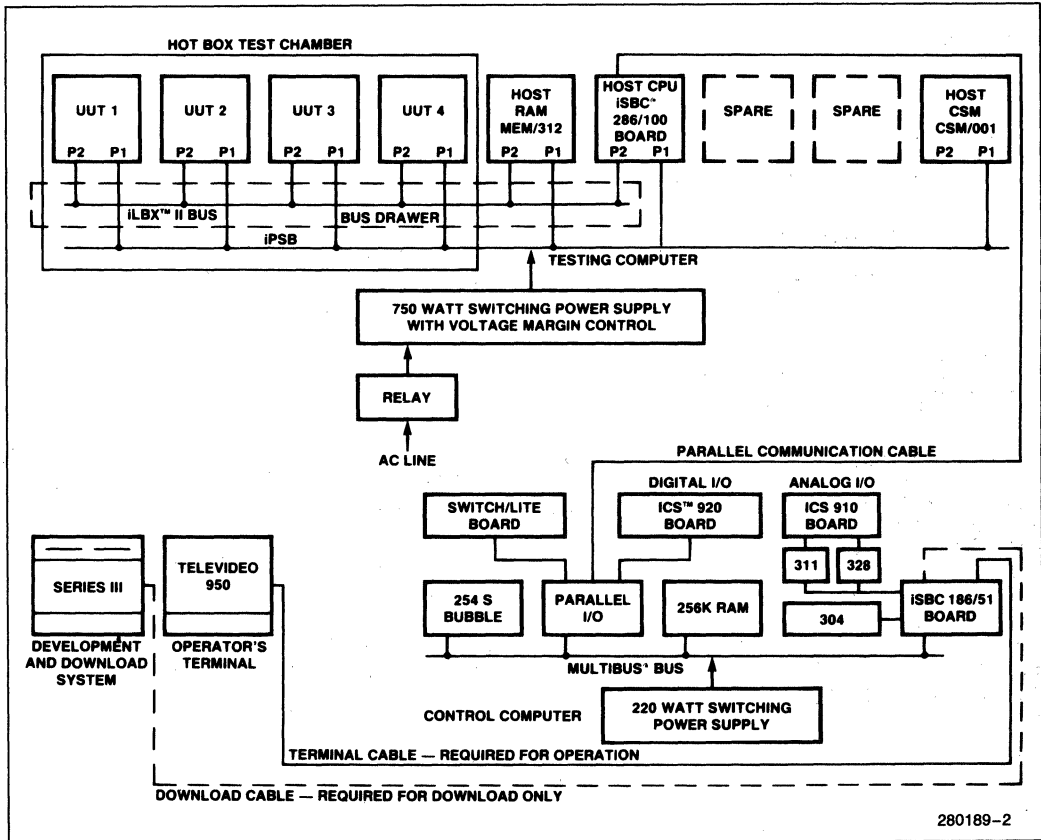 HOT BOX TEST CHAMBER
UUT 1
P2 P1
UUT 2
P2 P1
UUT 3
P2 P1
UUT 4
P2 P1
HOST
RAM
MEM/312
P2 P1
HOST CPU
iSBC*
286/100
BOARD
P2 P1
SPARE
SPARE
HOST
CSM
CSM/001
P2 P1
iLBX™ II BUS
BUS DRAWER
iPSB
TESTING COMPUTER
750 WATT SWITCHING POWER SUPPLY
WITH VOLTAGE MARGIN CONTROL
RELAY
AC LINE
PARALLEL COMMUNICATION CABLE
SWITCH/LITE
BOARD
DIGITAL I/O
ICS™ 920
BOARD
ANALOG I/O
ICS 910
BOARD
311
328
SERIES III
DEVELOPMENT
AND DOWNLOAD
SYSTEM
TELEVIDEO
950
OPERATOR'S
TERMINAL
254 S
BUBBLE
PARALLEL
I/O
256K RAM
304
iSBC 186/51
BOARD
MULTIBUS* BUS
CONTROL COMPUTER
220 WATT SWITCHING
POWER SUPPLY
TERMINAL CABLE — REQUIRED FOR OPERATION
DOWNLOAD CABLE — REQUIRED FOR DOWNLOAD ONLY
280189–2